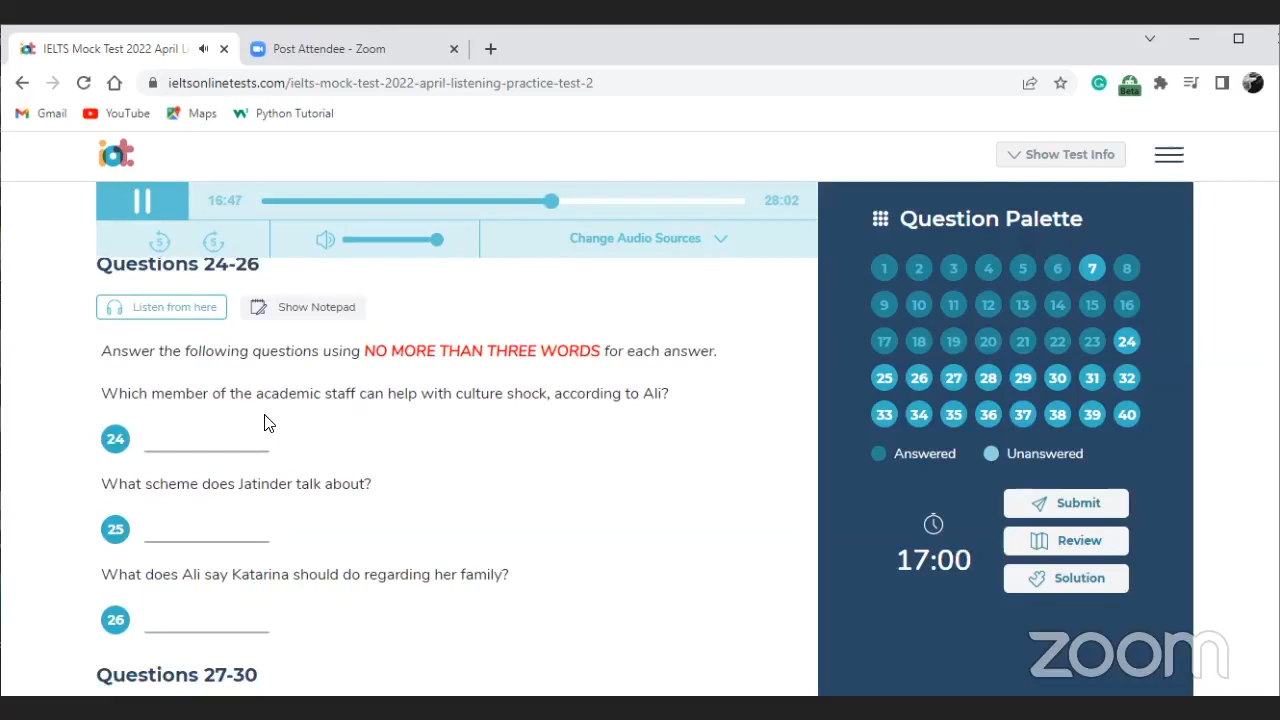 IELTS Mock Test 2022 April L
Post Attendee - Zoom
ieltsonlinetests.com/ielts-mock-test-2022-april-listening-practice-test-2
Beta
Gmail
YouTube
Maps
Python Tutorial
iot.
Show Test Info
16:47
28:02
5
5
Change Audio Sources
Questions 24-26
Listen from here
Show Notepad
Answer the following questions using NO MORE THAN THREE WORDS for each answer.
Which member of the academic staff can help with culture shock, according to Ali?
24
What scheme does Jatinder talk about?
25
What does Ali say Katarina should do regarding her family?
26
Questions 27-30
Question Palette
1 2 3 4 5 6 7 8
9 10 11 12 13 14 15 16
17 18 19 20 21 22 23 24
25 26 27 28 29 30 31 32
33 34 35 36 37 38 39 40
Answered
Unanswered
17:00
Submit
Review
Solution
zoom